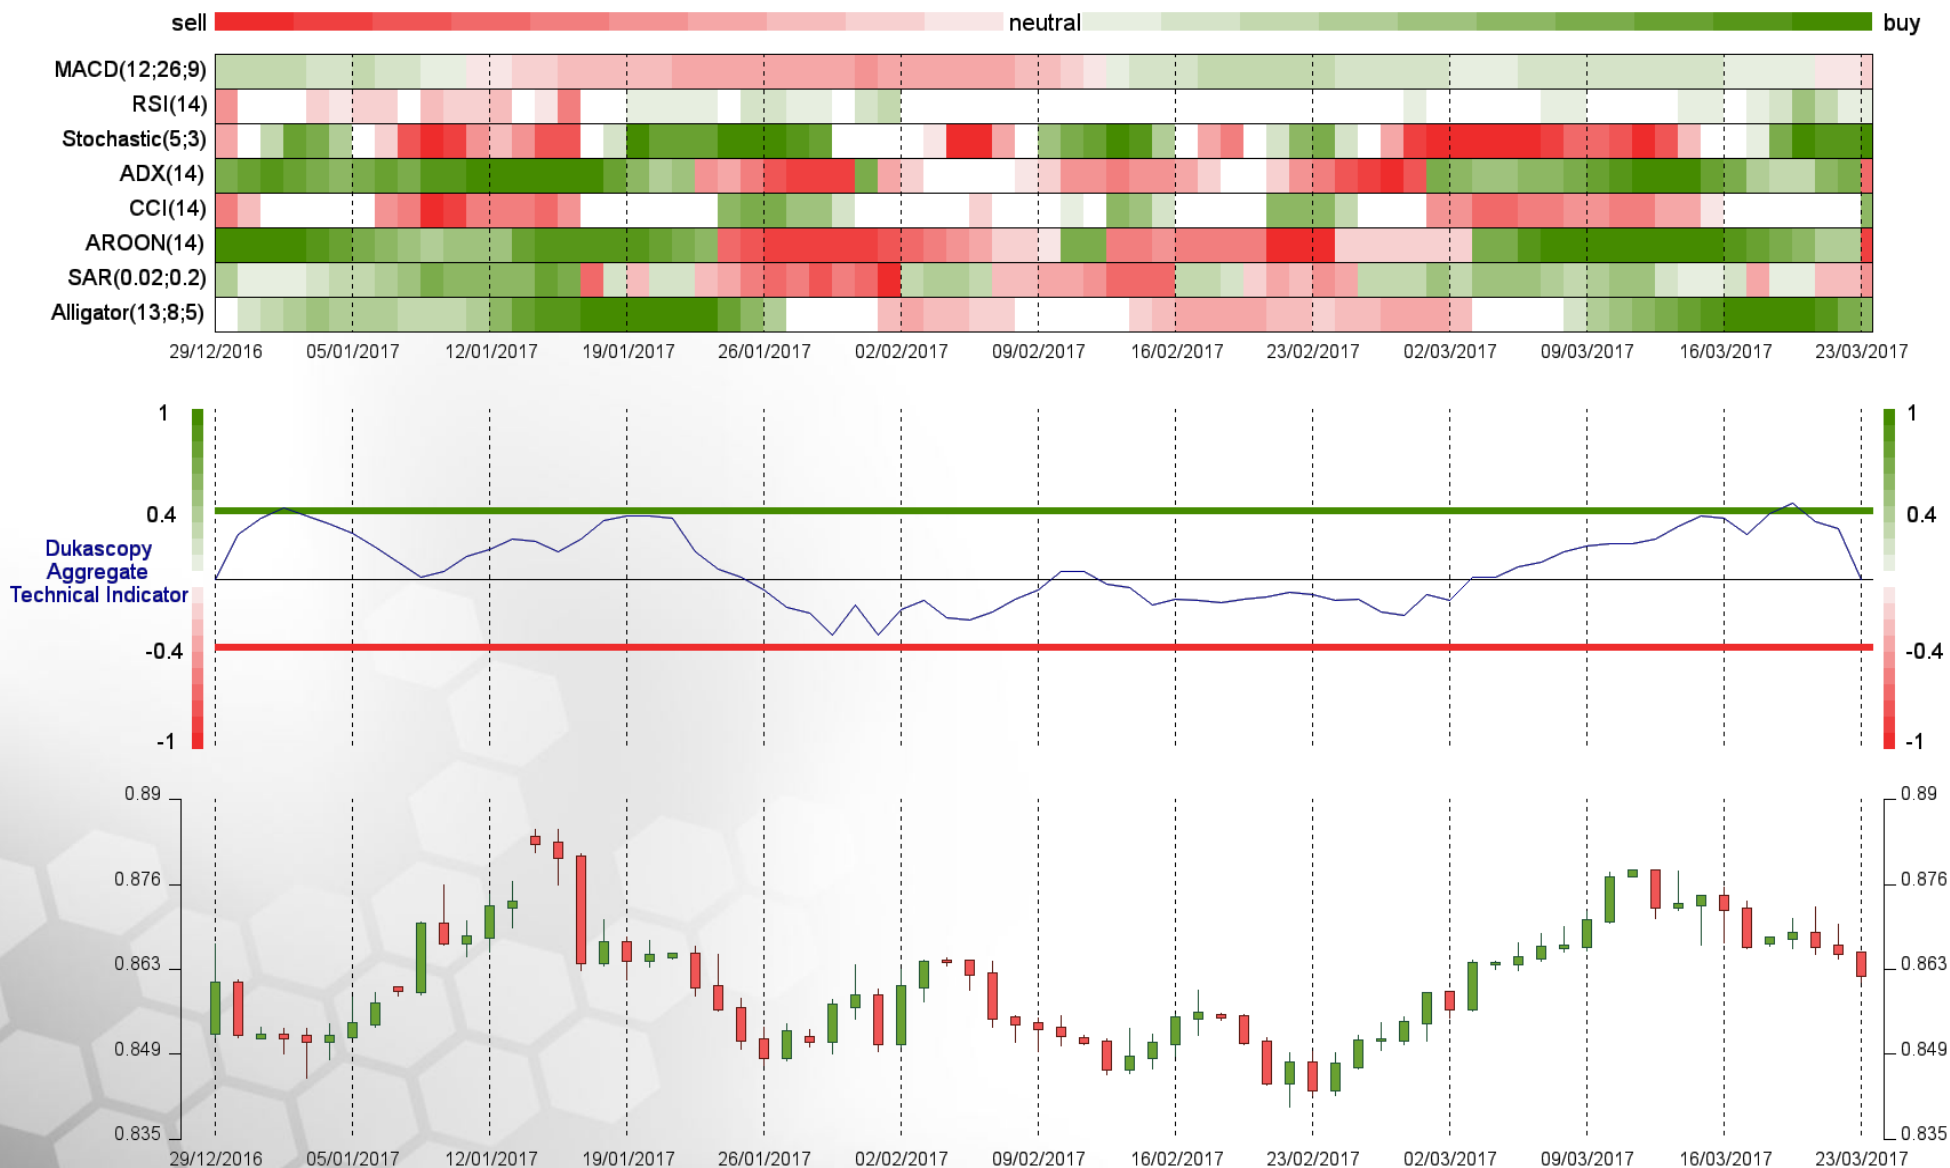 sell neutral buy
MACD(12;26;9)
RSI(14)
Stochastic(5;3)
ADX(14)
CCI(14)
AROON(14)
SAR(0.02;0.2)
Alligator(13;8;5)
29/12/2016 05/01/2017 12/01/2017 19/01/2017 26/01/2017 02/02/2017 09/02/2017 16/02/2017 23/02/2017 02/03/2017 09/03/2017 16/03/2017 23/03/2017
1 1
0.4 0.4
Dukascopy
Aggregate
Technical Indicator
-0.4 -0.4
-1 -1
0.89 0.89
0.876 0.876
0.863 0.863
0.849 0.849
0.835 0.835
29/12/2016 05/01/2017 12/01/2017 19/01/2017 26/01/2017 02/02/2017 09/02/2017 16/02/2017 23/02/2017 02/03/2017 09/03/2017 16/03/2017 23/03/2017